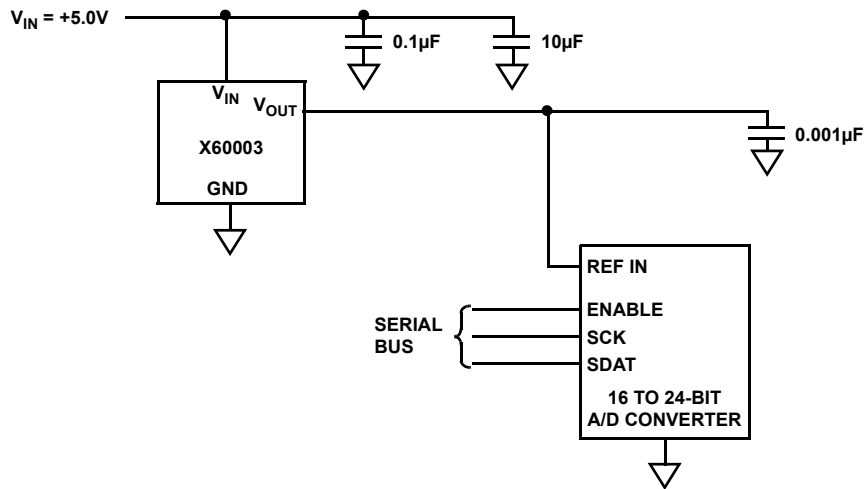 V_IN = +5.0V
0.1µF
10µF
V_IN
V_OUT
X60003
GND
0.001µF
REF IN
ENABLE
SCK
SDAT
SERIAL
BUS
16 TO 24-BIT
A/D CONVERTER